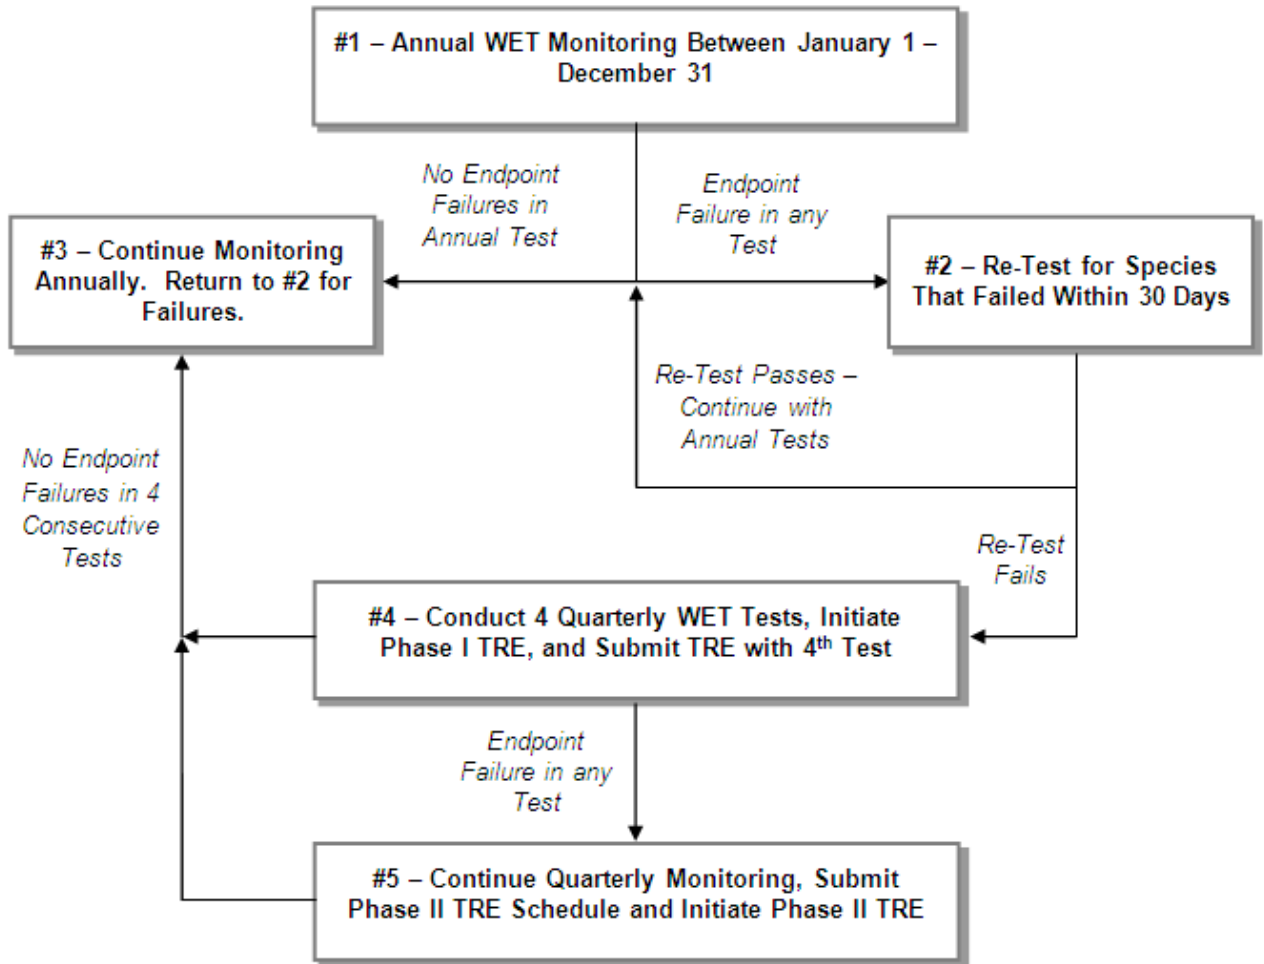 #1 – Annual WET Monitoring Between January 1 –
December 31
No Endpoint
Failures in
Annual Test
Endpoint
Failure in any
Test
#3 – Continue Monitoring
Annually.  Return to #2 for
Failures.
#2 – Re-Test for Species
That Failed Within 30 Days
Re-Test Passes –
Continue with
Annual Tests
No Endpoint
Failures in 4
Consecutive
Tests
Re-Test
Fails
#4 – Conduct 4 Quarterly WET Tests, Initiate
Phase I TRE, and Submit TRE with 4th Test
Endpoint
Failure in any
Test
#5 – Continue Quarterly Monitoring, Submit
Phase II TRE Schedule and Initiate Phase II TRE